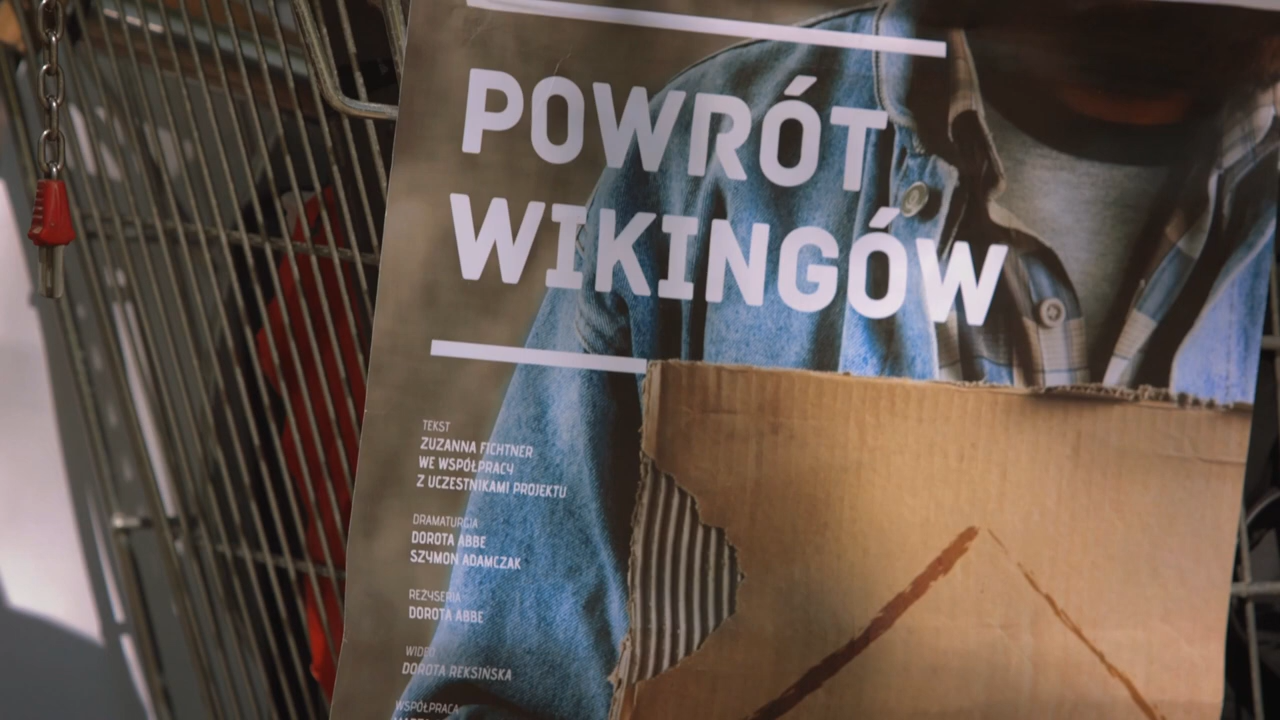 POWRÓT
WIKINGÓW
TEKST
ZUZANNA FICHTNER
WE WSPÓŁPRACY
Z UCZESTNIKAMI PROJEKTU
DRAMATURGIA
DOROTA ABBE
SZYMON ADAMCZAK
REŻYSERIA
DOROTA ABBE
WIDEO
DOROTA REKSIŃSKA
WSPÓŁPRACA